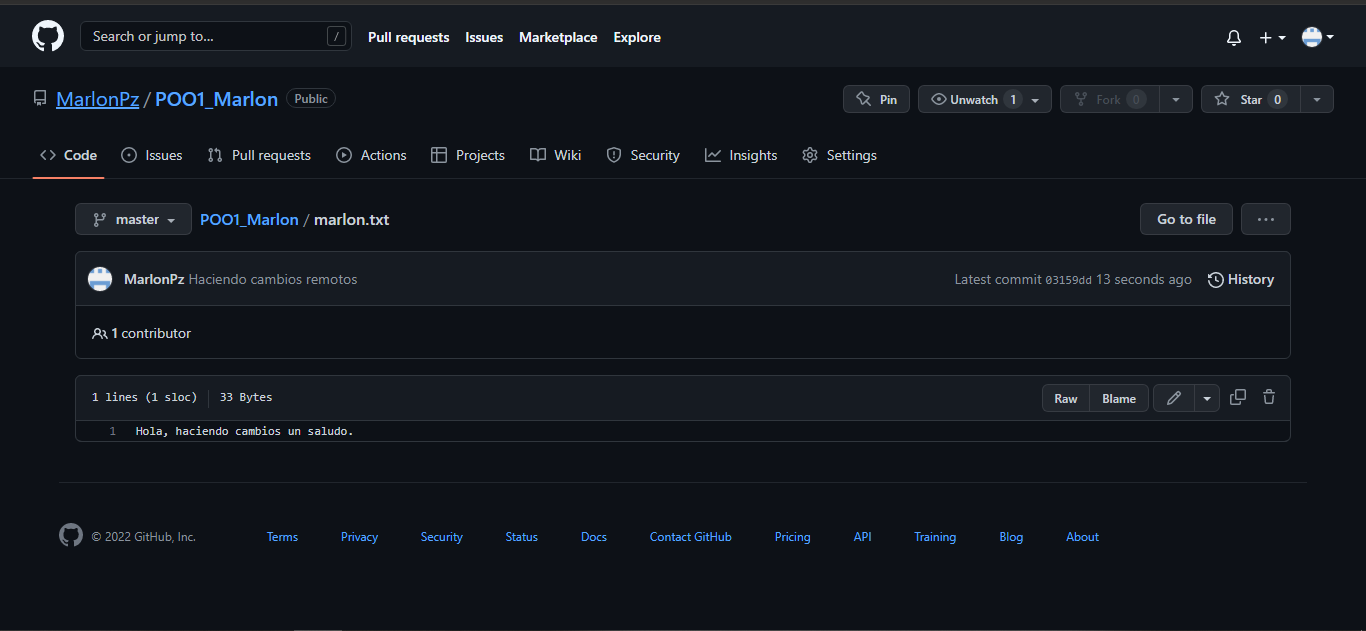 Search or jump to... / Pull requests Issues Marketplace Explore
MarlonPz / POO1_Marlon Public Pin Unwatch 1 Fork 0 Star 0
Code Issues Pull requests Actions Projects Wiki Security Insights Settings
master POO1_Marlon / marlon.txt Go to file ...
MarlonPz Haciendo cambios remotos Latest commit 03159dd 13 seconds ago History
1 contributor
1 lines (1 sloc) 33 Bytes Raw Blame
1 Hola, haciendo cambios un saludo.
© 2022 GitHub, Inc. Terms Privacy Security Status Docs Contact GitHub Pricing API Training Blog About